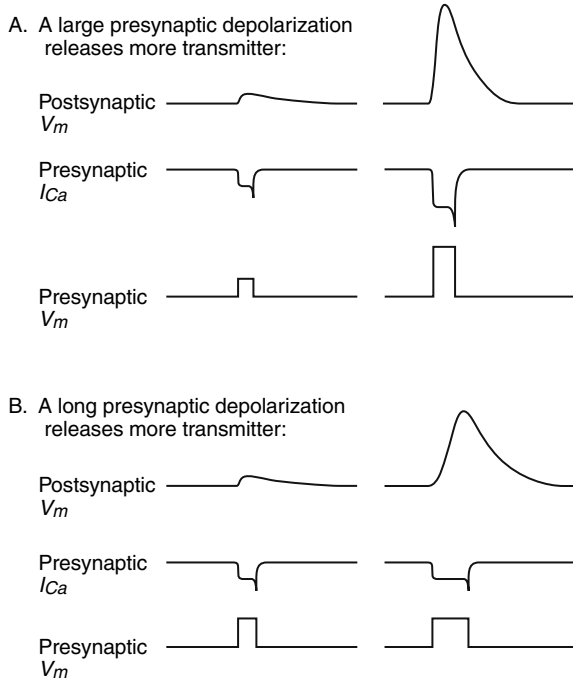 A. A large presynaptic depolarization
releases more transmitter:
Postsynaptic
Vm
Presynaptic
ICa
Presynaptic
Vm
B. A long presynaptic depolarization
releases more transmitter:
Postsynaptic
Vm
Presynaptic
ICa
Presynaptic
Vm